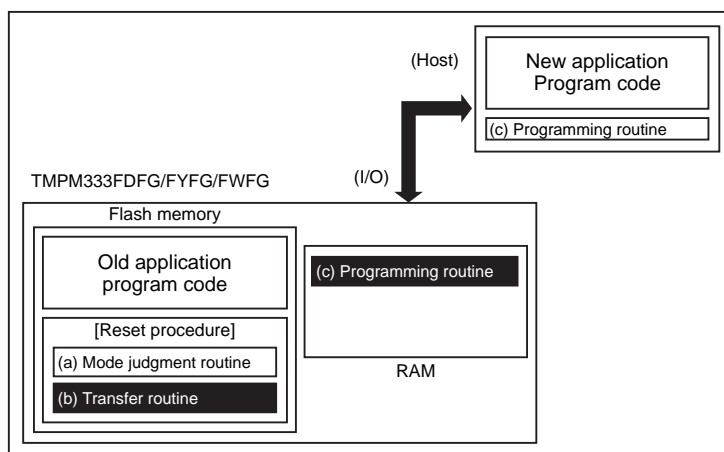 (Host)
New application
Program code
(c) Programming routine
(I/O)
TMPM333FDFG/FYFG/FWFG
Flash memory
Old application
program code
[Reset procedure]
(a) Mode judgment routine
(b) Transfer routine
(c) Programming routine
RAM